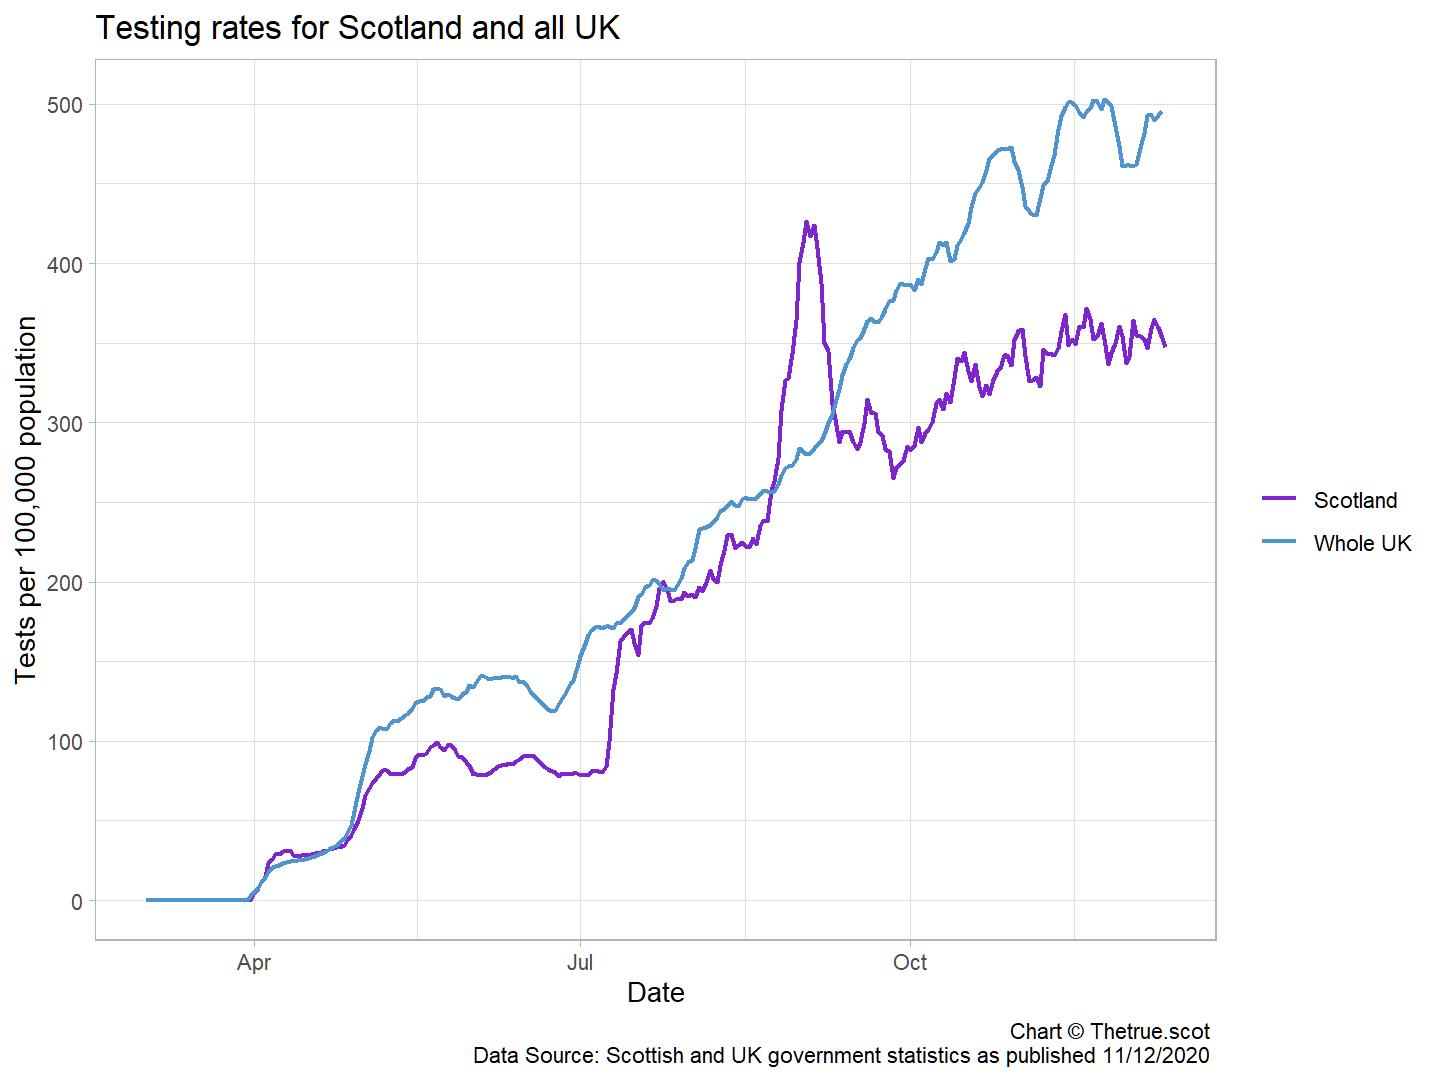 Testing rates for Scotland and all UK
Tests per 100,000 population
500
400
300
200
100
0
Apr
Jul
Oct
Date
Scotland
Whole UK
Chart © Thetrue.scot
Data Source: Scottish and UK government statistics as published 11/12/2020